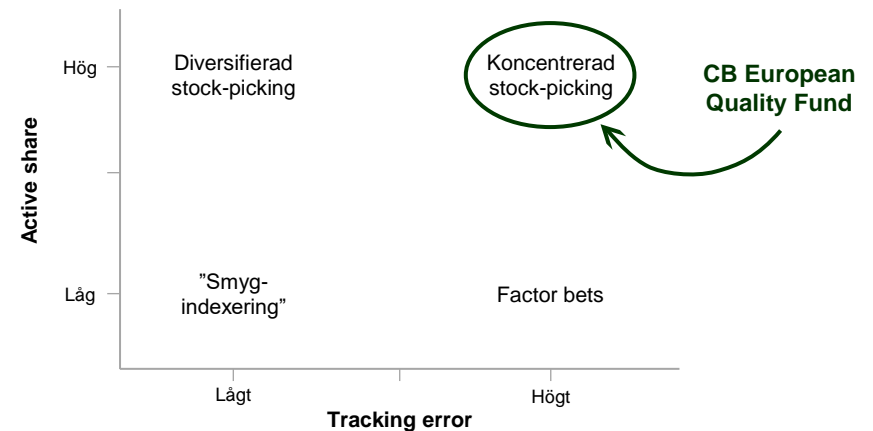 Hög
Diversifierad
stock-picking
Koncentrerad
stock-picking
CB European
Quality Fund
Active share
Låg
”Smyg-
indexering”
Factor bets
Lågt
Högt
Tracking error